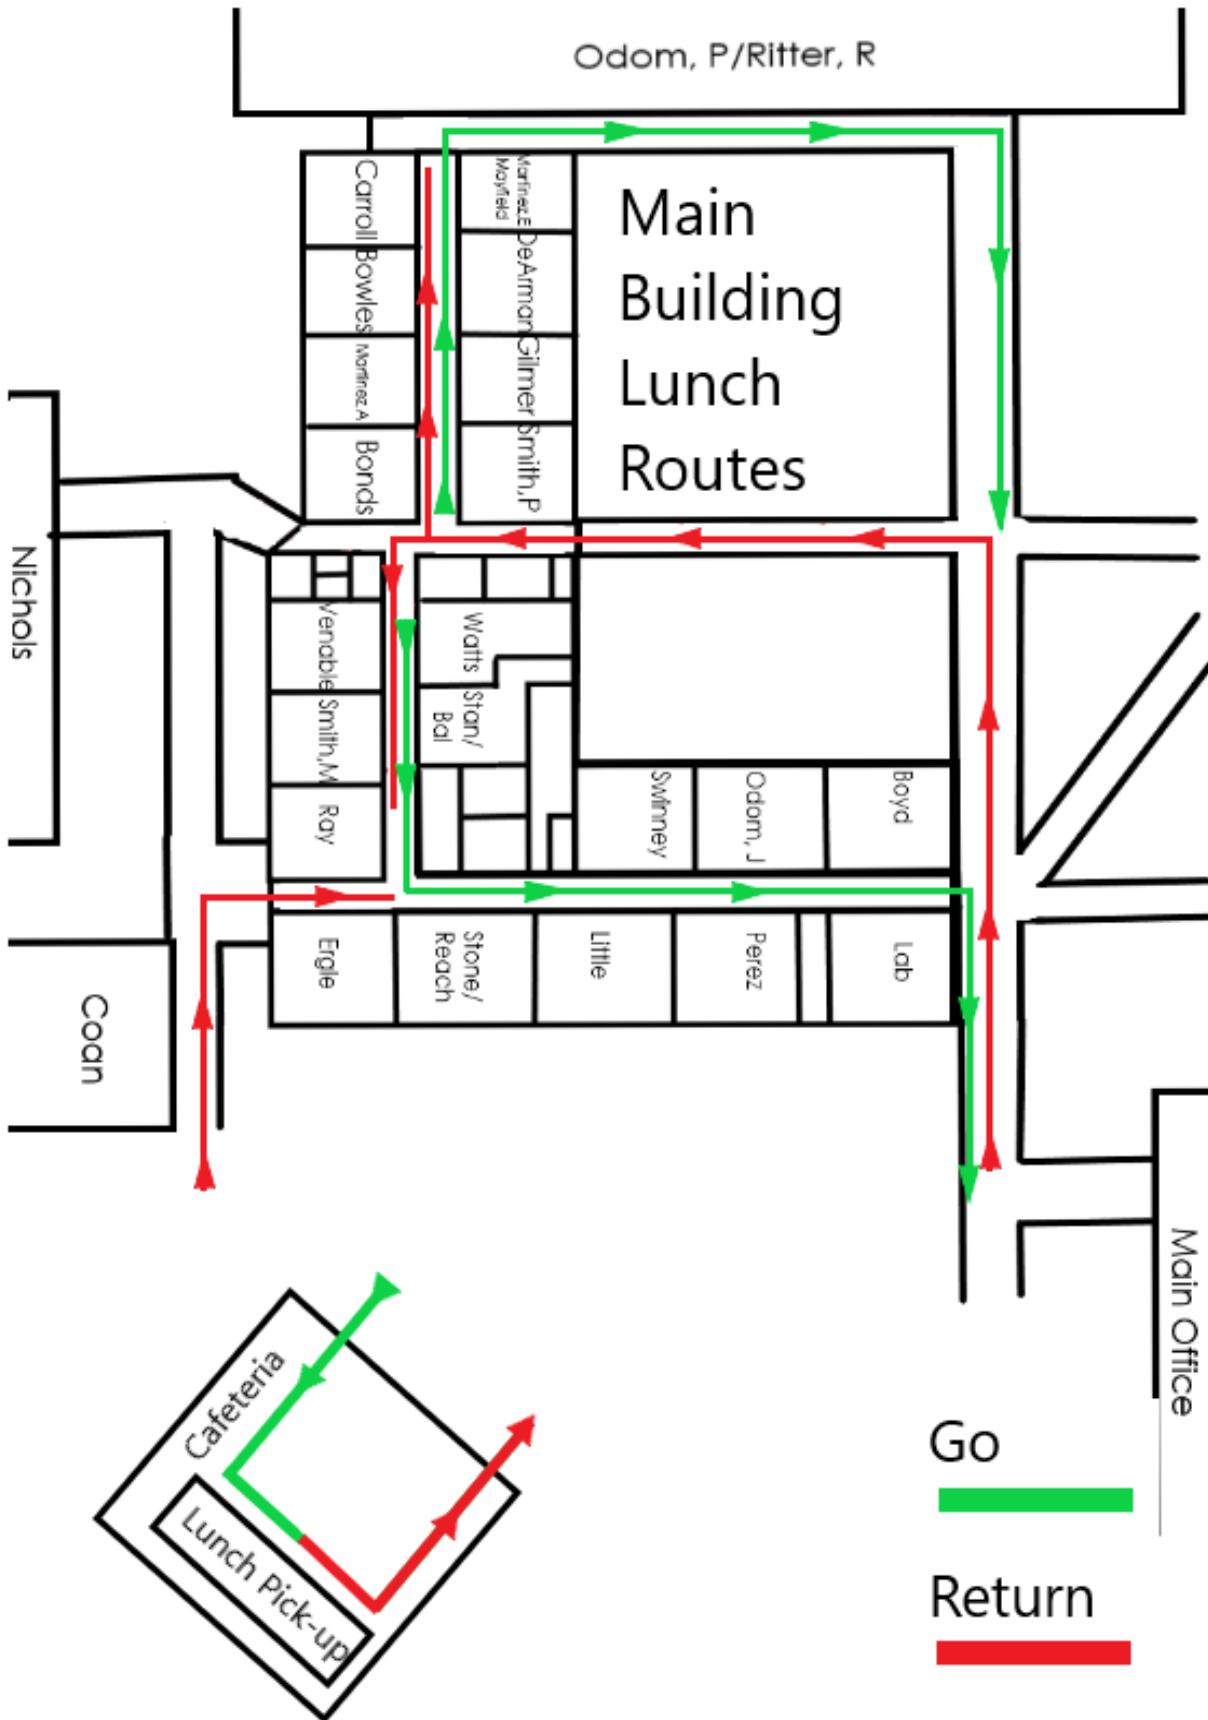 Odom, P/Ritter, R
Main
Building
Lunch
Routes
Carroll
Bowles
Martinez,A
Bonds
Martinez,E
Mayfield
DeArman
Gilmer
Smith,P
Nichols
Venable
Smith,M
Ray
Watts
Stan/
Bal
Swinney
Odom, J
Boyd
Ergle
Stone/
Reach
Little
Perez
Lab
Coan
Main Office
Cafeteria
Lunch Pick-up
Go
Return